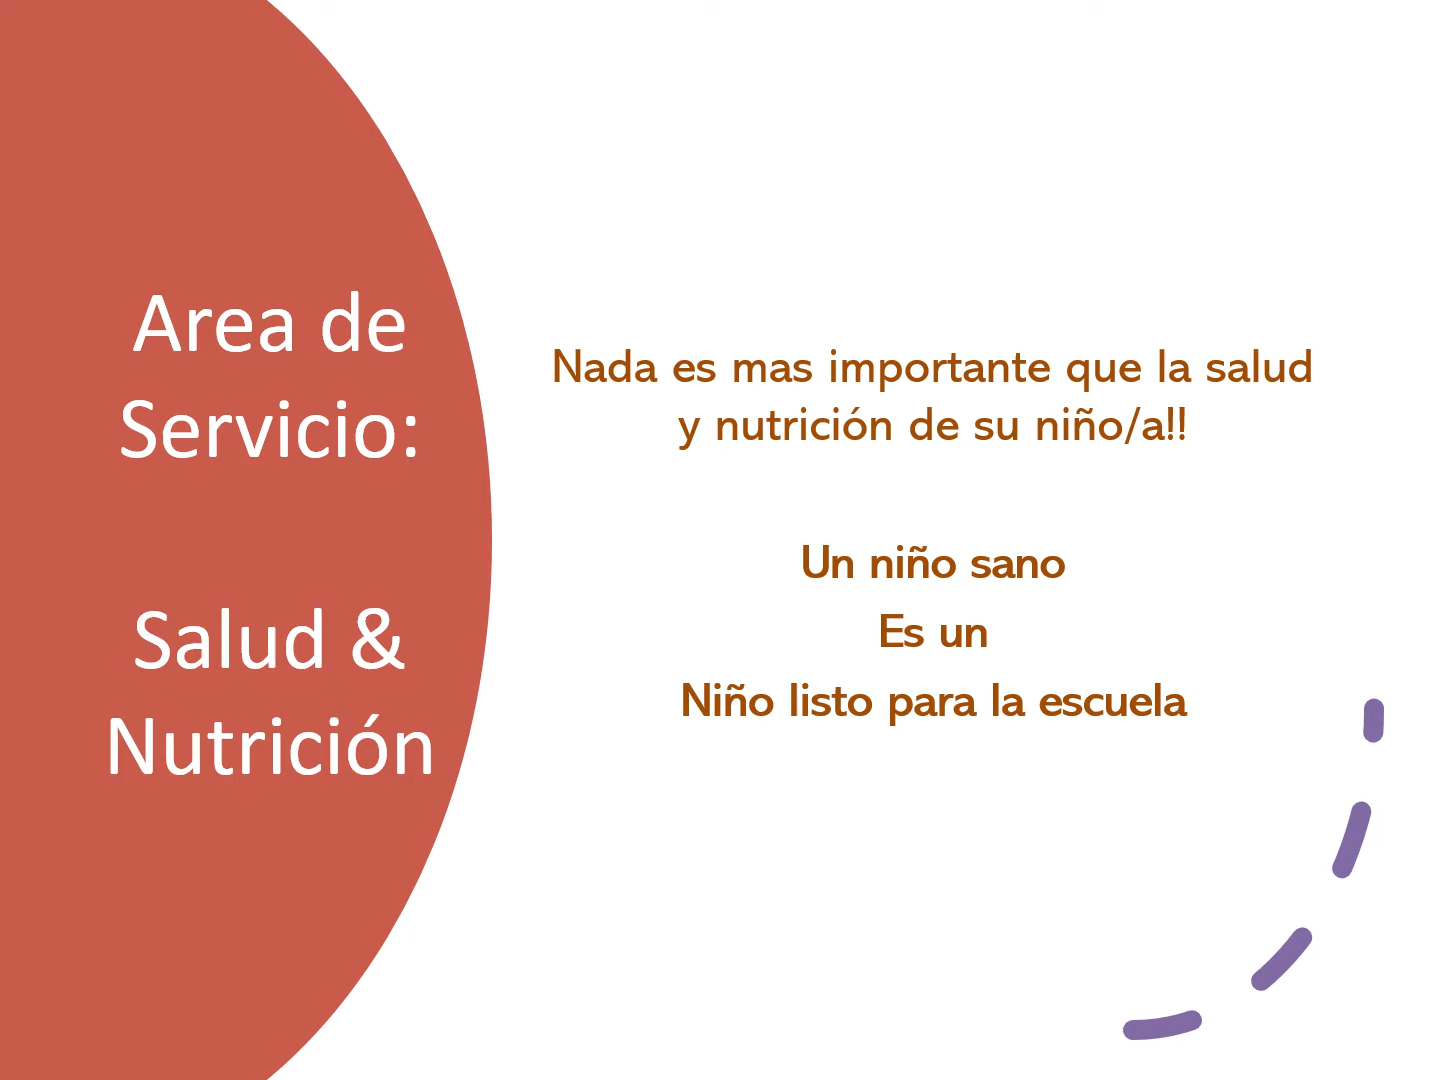 Area de
Servicio:
Salud &
Nutrición
Nada es mas importante que la salud
y nutrición de su niño/a!!
Un niño sano
Es un
Niño listo para la escuela